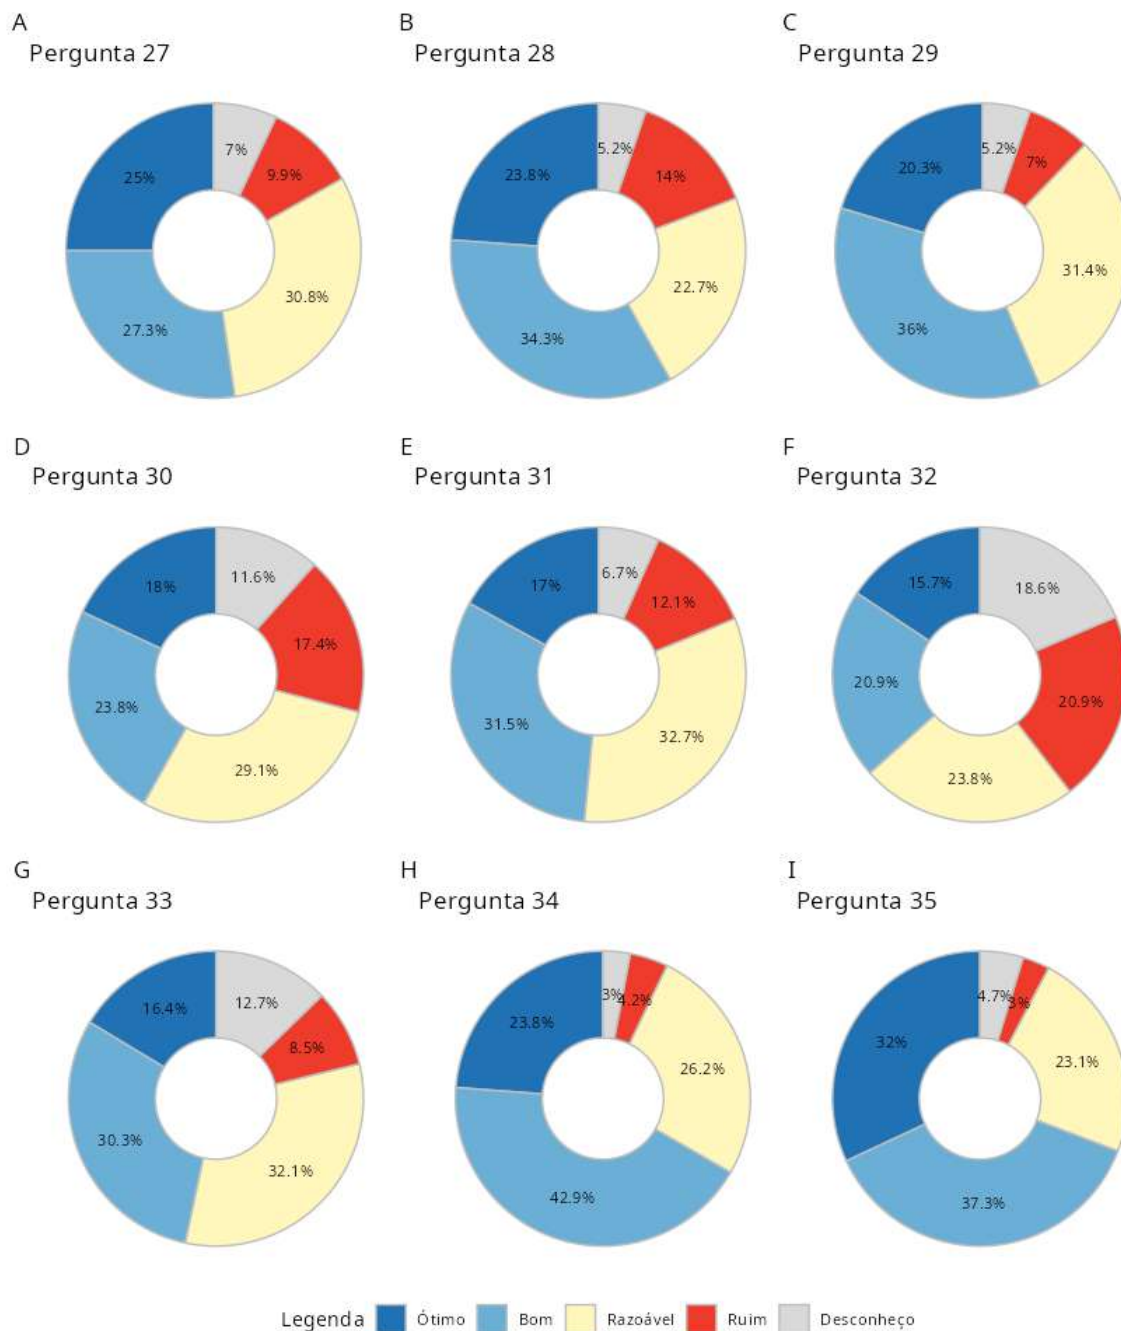 A
Pergunta 27
7%
9.9%
25%
30.8%
27.3%
B
Pergunta 28
5.2%
14%
23.8%
22.7%
34.3%
C
Pergunta 29
5.2%
7%
20.3%
31.4%
36%
D
Pergunta 30
11.6%
18%
17.4%
23.8%
29.1%
E
Pergunta 31
6.7%
17%
12.1%
31.5%
32.7%
F
Pergunta 32
18.6%
15.7%
20.9%
20.9%
23.8%
G
Pergunta 33
12.7%
16.4%
8.5%
30.3%
32.1%
H
Pergunta 34
3%
4.2%
23.8%
26.2%
42.9%
I
Pergunta 35
4.7%
3%
32%
23.1%
37.3%
Legenda Ótimo Bom Razoável Ruim Desconheço